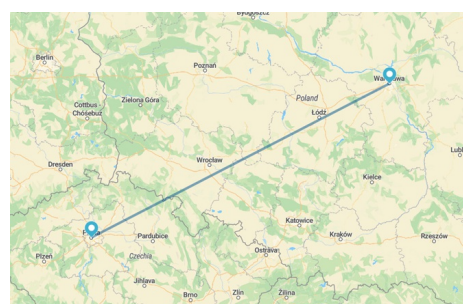 Bydgoszcz
Berlin
Poznań
Warszawa
Cottbus -
Chóśebuz
Zielona Góra
Poland
Łódź
Dresden
Wrocław
Lubl
Kielce
Pardubice
Katowice
Kraków
Rzeszów
Plzeň
Czechia
Ostrava
Jihlava
Brno
Zlín
Žilina